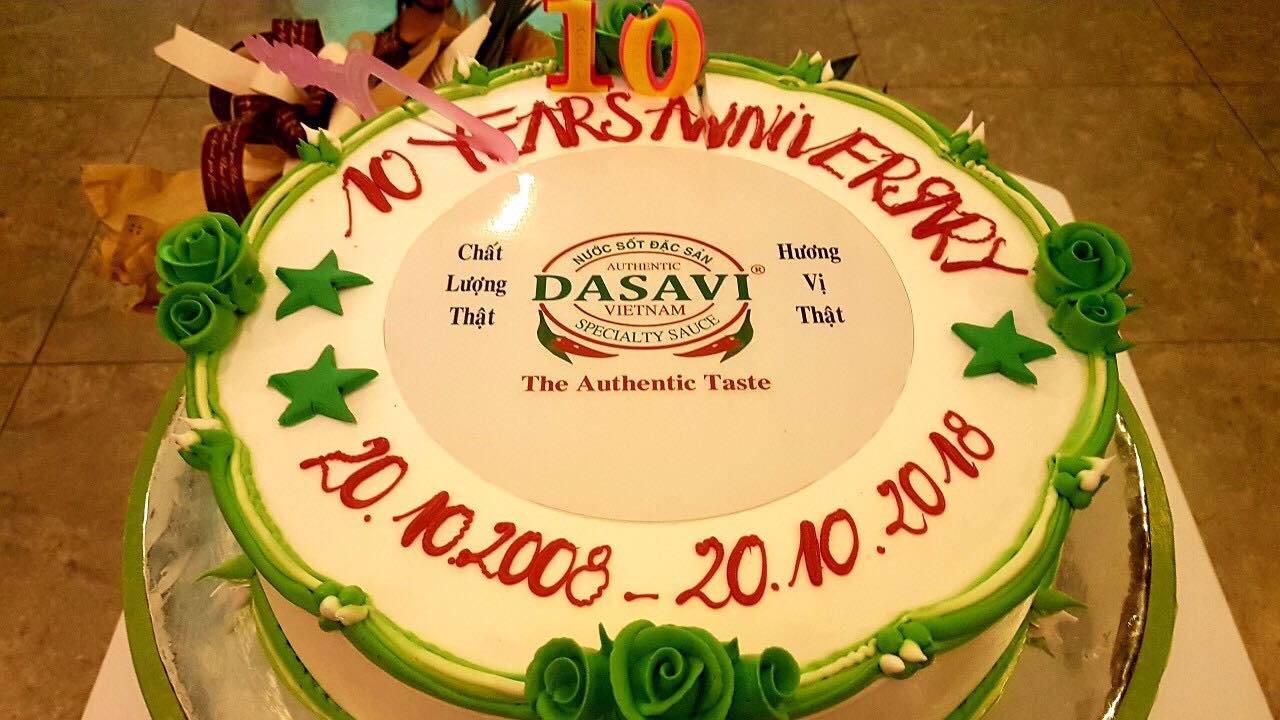 10
10 YEARS ANNIVERSARY
Chất
Lượng
Thật
NƯỚC SỐT ĐẶC SẢN
AUTHENTIC
DASAVI®
VIETNAM
SPECIALTY SAUCE
The Authentic Taste
Hương
Vị
Thật
20.10.2008 - 20.10.2018